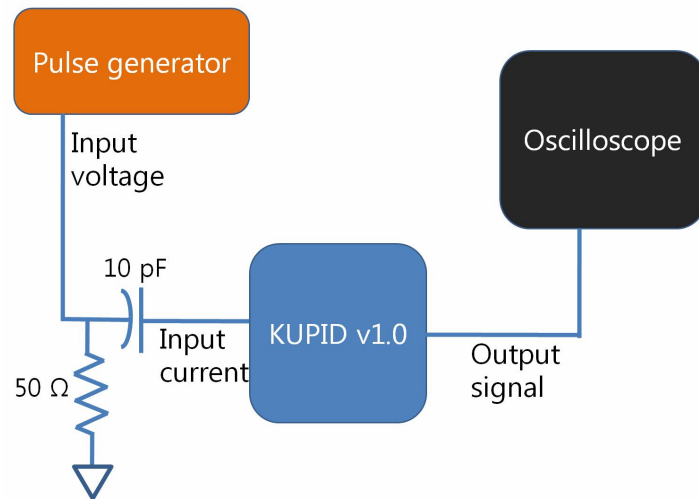 Pulse generator
Input
voltage
Oscilloscope
10 pF
KUPID v1.0
Input
current
Output
signal
50 Ω